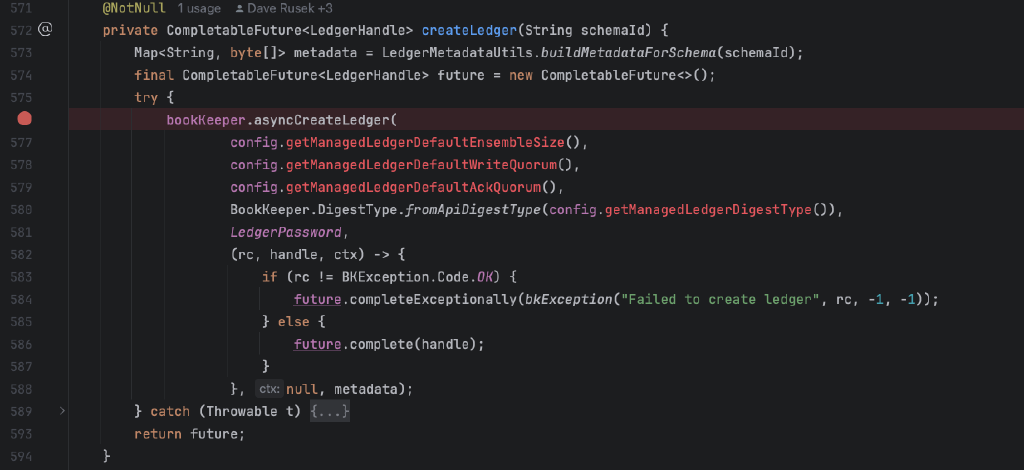 571 @NotNull 1 usage Dave Rusek +3
572 @ private CompletableFuture<LedgerHandle> createLedger(String schemaId) {
573 Map<String, byte[]> metadata = LedgerMetadataUtils.buildMetadataForSchema(schemaId);
574 final CompletableFuture<LedgerHandle> future = new CompletableFuture<>();
575 try {
bookKeeper.asyncCreateLedger(
577 config.getManagedLedgerDefaultEnsembleSize(),
578 config.getManagedLedgerDefaultWriteQuorum(),
579 config.getManagedLedgerDefaultAckQuorum(),
580 BookKeeper.DigestType.fromApiDigestType(config.getManagedLedgerDigestType()),
581 LedgerPassword,
582 (rc, handle, ctx) -> {
583 if (rc != BKException.Code.OK) {
584 future.completeExceptionally(bkException("Failed to create ledger", rc, -1, -1));
585 } else {
586 future.complete(handle);
587 }
588 }, ctx: null, metadata);
589 } catch (Throwable t) {...}
593 return future;
594 }